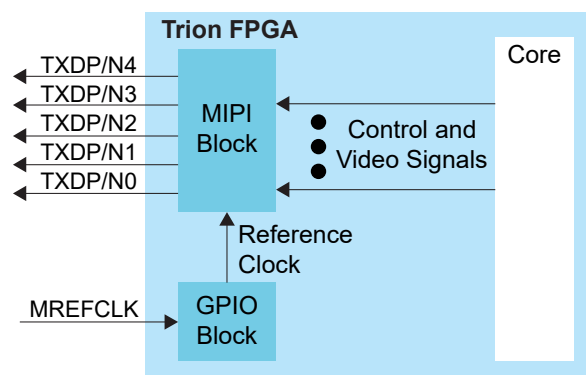 Trion FPGA
TXDP/N4
TXDP/N3
TXDP/N2
TXDP/N1
TXDP/N0
MIPI
Block
Control and
Video Signals
Core
Reference
Clock
MREFCLK
GPIO
Block